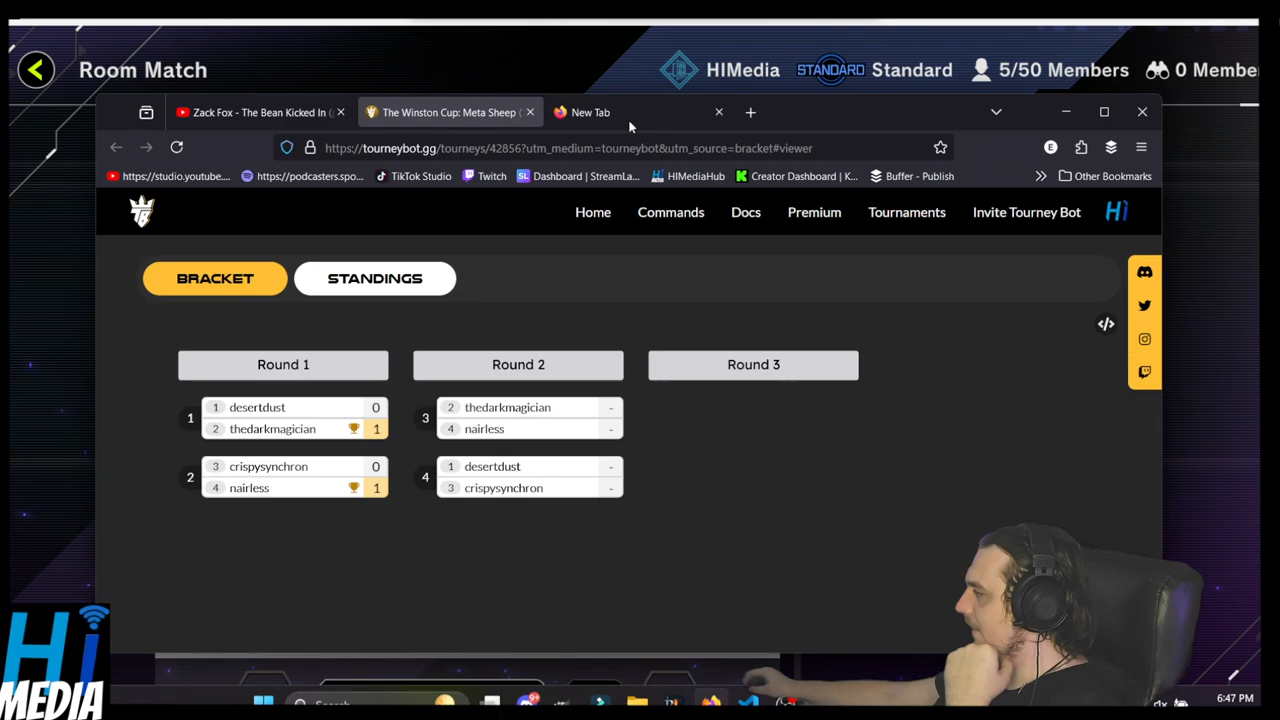 Room Match
HIMedia
STANDARD Standard
5/50 Members
0 Membe
Zack Fox - The Bean Kicked In (
The Winston Cup: Meta Sheep (
New Tab
https://tourneybot.gg/tourneys/42856?utm_medium=tourneybot&utm_source=bracket#viewer
E
https://studio.youtube....
https://podcasters.spo...
TikTok Studio
Twitch
SL Dashboard | StreamLa...
HIMediaHub
Creator Dashboard | K...
Buffer - Publish
Other Bookmarks
TB
Home
Commands
Docs
Premium
Tournaments
Invite Tourney Bot
Hi
BRACKET
STANDINGS
</>
Round 1
Round 2
Round 3
1
1 desertdust 0
2 thedarkmagician 1
2
3 crispysynchron 0
4 nairless 1
3
2 thedarkmagician -
4 nairless -
4
1 desertdust -
3 crispysynchron -
Hi
MEDIA
Search
6:47 PM